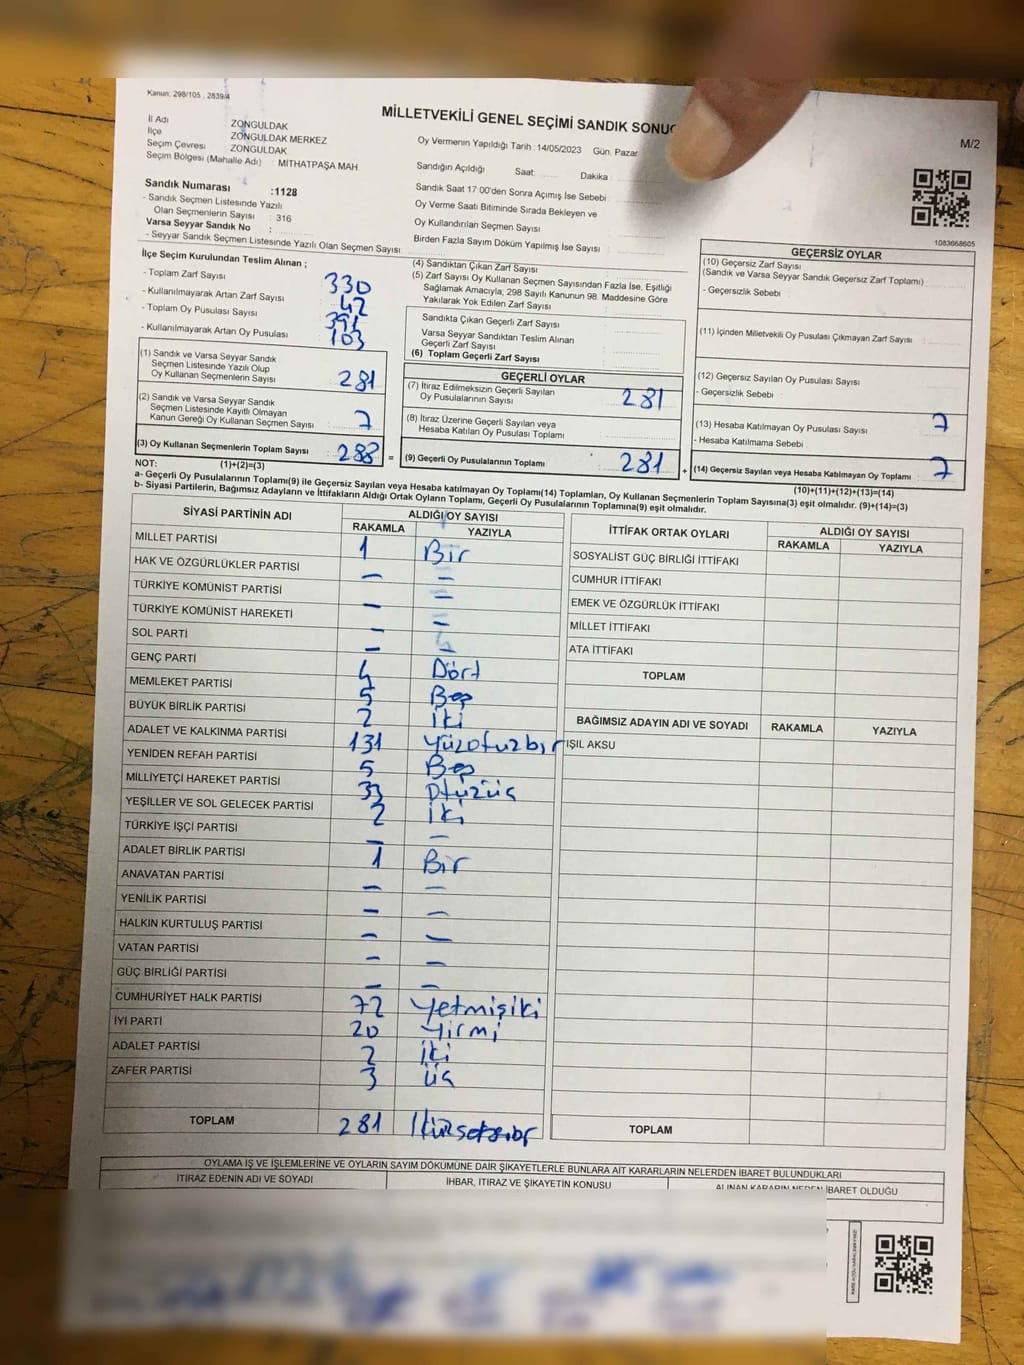 Kanun, 298/105 , 2839/4
MİLLETVEKİLİ GENEL SEÇİMİ SANDIK SONUÇ
M/2
İl Adı ZONGULDAK
İlçe ZONGULDAK MERKEZ
Seçim Çevresi ZONGULDAK
Seçim Bölgesi (Mahalle Adı) : MİTHATPAŞA MAH
Oy Vermenin Yapıldığı Tarih : 14/05/2023 Gün. Pazar
Sandığın Açıldığı Saat: Dakika
Sandık Saat 17 00'den Sonra Açımış İse Sebebi
Oy Verme Saati Bitiminde Sırada Bekleyen ve
Oy Kullandırılan Seçmen Sayısı
Birden Fazla Sayım Döküm Yapılmış İse Sayısı
1083668605
Sandık Numarası :1128
- Sandık Seçmen Listesinde Yazılı
Olan Seçmenlerin Sayısı : 316
Varsa Seyyar Sandık No :
- Seyyar Sandık Seçmen Listesinde Yazılı Olan Seçmen Sayısı:
İlçe Seçim Kurulundan Teslim Alınan ;
- Toplam Zarf Sayısı 330
- Kullanılmayarak Artan Zarf Sayısı 42
- Toplam Oy Pusulası Sayısı 391
- Kullanılmayarak Artan Oy Pusulası 103
(1) Sandık ve Varsa Seyyar Sandık
Seçmen Listesinde Yazılı Olup
Oy Kullanan Seçmenlerin Sayısı 281
(2) Sandık ve Varsa Seyyar Sandık
Seçmen Listesinde Kayıtlı Olmayan
Kanun Gereği Oy Kullanan Seçmen Sayısı 7
(3) Oy Kullanan Seçmenlerin Toplam Sayısı 288 =
(1)+(2)=(3)
(4) Sandıktan Çıkan Zarf Sayısı
(5) Zarf Sayısı Oy Kullanan Seçmen Sayısından Fazla İse, Eşitliği
Sağlamak Amacıyla, 298 Sayılı Kanunun 98. Maddesine Göre
Yakılarak Yok Edilen Zarf Sayısı
Sandıkta Çıkan Geçerli Zarf Sayısı
Varsa Seyyar Sandıktan Teslim Alınan
Geçerli Zarf Sayısı
(6) Toplam Geçerli Zarf Sayısı
GEÇERLİ OYLAR
(7) İtiraz Edilmeksizin Geçerli Sayılan
Oy Pusulalarının Sayısı 281
(8) İtiraz Üzerine Geçerli Sayılan veya
Hesaba Katılan Oy Pusulası Toplamı
(9) Geçerli Oy Pusulalarının Toplamı 281 +
GEÇERSİZ OYLAR
(10) Geçersiz Zarf Sayısı
(Sandık ve Varsa Seyyar Sandık Geçersiz Zarf Toplamı)
- Geçersizlik Sebebi
(11) İçinden Milletvekili Oy Pusulası Çıkmayan Zarf Sayısı
(12) Geçersiz Sayılan Oy Pusulası Sayısı
- Geçersizlik Sebebi
(13) Hesaba Katılmayan Oy Pusulası Sayısı 7
- Hesaba Katılmama Sebebi
(14) Geçersiz Sayılan veya Hesaba Katılmayan Oy Toplamı 7
(10)+(11)+(12)+(13)=(14)
NOT:
a- Geçerli Oy Pusulalarının Toplamı(9) ile Geçersiz Sayılan veya Hesaba katılmayan Oy Toplamı(14) Toplamları, Oy Kullanan Seçmenlerin Toplam Sayısına(3) eşit olmalıdır. (9)+(14)=(3)
b- Siyasi Partilerin, Bağımsız Adayların ve İttifakların Aldığı Ortak Oyların Toplamı, Geçerli Oy Pusulalarının Toplamına(9) eşit olmalıdır.
SİYASİ PARTİNİN ADI ALDIĞI OY SAYISI
RAKAMLA YAZIYLA
MİLLET PARTİSİ 1 Bir
HAK VE ÖZGÜRLÜKLER PARTİSİ - -
TÜRKİYE KOMÜNİST PARTİSİ -
TÜRKİYE KOMÜNİST HAREKETİ - -
SOL PARTİ -
GENÇ PARTİ - -
MEMLEKET PARTİSİ 4 Dört
BÜYÜK BİRLİK PARTİSİ 5 Beş
2 İki
ADALET VE KALKINMA PARTİSİ 131 Yüzotuzbir
YENİDEN REFAH PARTİSİ 5 Beş
MİLLİYETÇİ HAREKET PARTİSİ 33 Otüzüç
YEŞİLLER VE SOL GELECEK PARTİSİ 2 İki
TÜRKİYE İŞÇİ PARTİSİ - -
ADALET BİRLİK PARTİSİ 1 Bir
ANAVATAN PARTİSİ - -
YENİLİK PARTİSİ - -
HALKIN KURTULUŞ PARTİSİ - -
VATAN PARTİSİ - -
GÜÇ BİRLİĞİ PARTİSİ - -
CUMHURİYET HALK PARTİSİ 72 Yetmişiki
İYİ PARTİ 20 Yirmi
ADALET PARTİSİ 2 İki
ZAFER PARTİSİ 3 Üç
TOPLAM 281
İTTİFAK ORTAK OYLARI ALDIĞI OY SAYISI
RAKAMLA YAZIYLA
SOSYALIST GÜÇ BİRLİĞİ İTTİFAKI
CUMHUR İTTİFAKI
EMEK VE ÖZGÜRLÜK İTTİFAKI
MİLLET İTTİFAKI
ATA İTTİFAKI
TOPLAM
BAĞIMSIZ ADAYIN ADI VE SOYADI RAKAMLA YAZIYLA
IŞIL AKSU
TOPLAM
OYLAMA İŞ VE İŞLEMLERİNE VE OYLARIN SAYIM DÖKÜMÜNE DAİR ŞİKAYETLERLE BUNLARA AİT KARARLARIN NELERDEN İBARET BULUNDUKLARI
İTİRAZ EDENİN ADI VE SOYADI İHBAR, İTİRAZ VE ŞİKAYETİN KONUSU ALINAN KARARIN NEDEN İBARET OLDUĞU